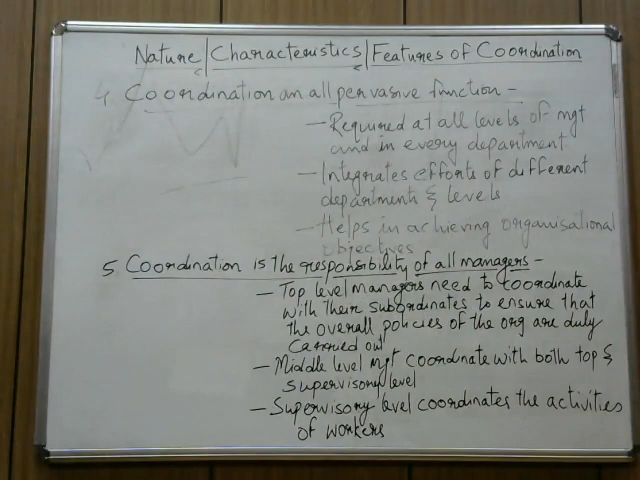 Nature/Characteristics/Features of Coordination
4 Coordination an all pervasive function -
- Required at all levels of mgt
and in every department
- Integrates efforts of different
departments & levels
- Helps in achieving organisational
objectives
5 Coordination is the responsibility of all managers -
- Top level managers need to coordinate
with their subordinates to ensure that
the overall policies of the org are duly
carried out
- Middle level mgt coordinate with both top &
supervisory level
- Supervisory level coordinates the activities
of workers